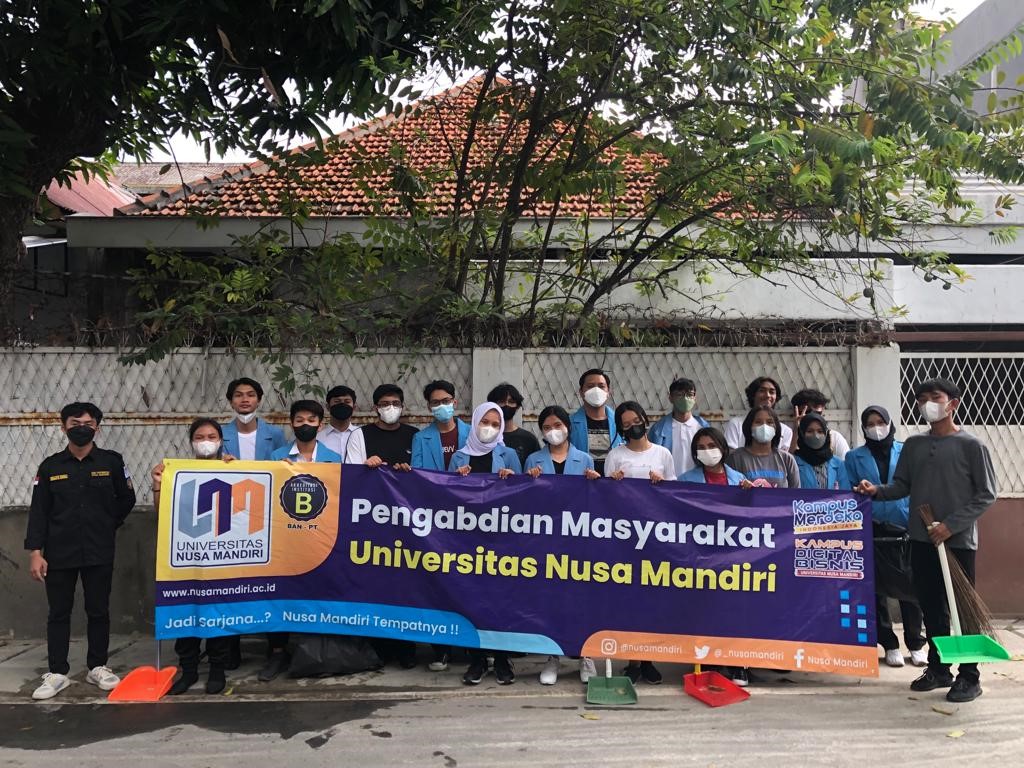 UNIVERSITAS
NUSA MANDIRI
AKREDITASI
INSTITUSI
B
BAN - PT
www.nusamandiri.ac.id
Jadi Sarjana...? Nusa Mandiri Tempatnya !!
Pengabdian Masyarakat
Universitas Nusa Mandiri
Kampus
Merdeka
INDONESIA JAYA
KAMPUS
DIGITAL
BISNIS
UNIVERSITAS NUSA MANDIRI
@nusamandiri
@_nusamandiri
Nusa Mandiri